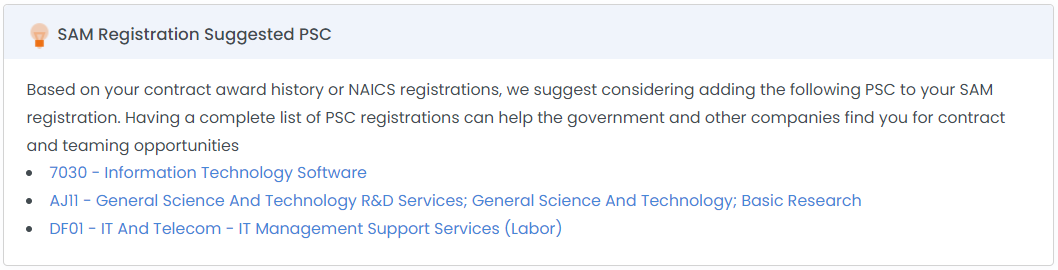 SAM Registration Suggested PSC
Based on your contract award history or NAICS registrations, we suggest considering adding the following PSC to your SAM
registration. Having a complete list of PSC registrations can help the government and other companies find you for contract
and teaming opportunities
7030 - Information Technology Software
AJ11 - General Science And Technology R&D Services; General Science And Technology; Basic Research
DF01 - IT And Telecom - IT Management Support Services (Labor)